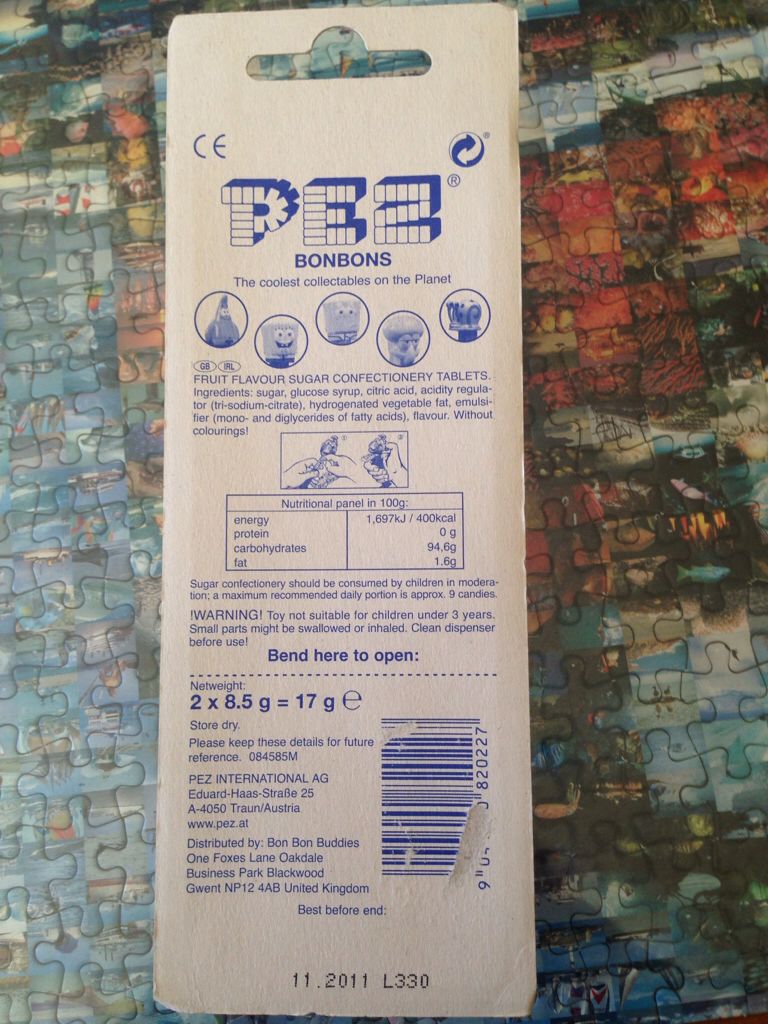 CE
PEZ®
BONBONS
The coolest collectables on the Planet
GB IRL
FRUIT FLAVOUR SUGAR CONFECTIONERY TABLETS.
Ingredients: sugar, glucose syrup, citric acid, acidity regula-
tor (tri-sodium-citrate), hydrogenated vegetable fat, emulsi-
fier (mono- and diglycerides of fatty acids), flavour. Without
colourings!
Nutritional panel in 100g:
energy 1,697kJ / 400kcal
protein 0 g
carbohydrates 94,6g
fat 1.6g
Sugar confectionery should be consumed by children in modera-
tion; a maximum recommended daily portion is approx. 9 candies.
!WARNING! Toy not suitable for children under 3 years.
Small parts might be swallowed or inhaled. Clean dispenser
before use!
Bend here to open:
Netweight:
2 x 8.5 g = 17 g ℮
Store dry.
Please keep these details for future
reference. 084585M
PEZ INTERNATIONAL AG
Eduard-Haas-Straße 25
A-4050 Traun/Austria
www.pez.at
Distributed by: Bon Bon Buddies
One Foxes Lane Oakdale
Business Park Blackwood
Gwent NP12 4AB United Kingdom
820227
Best before end:
11.2011 L330